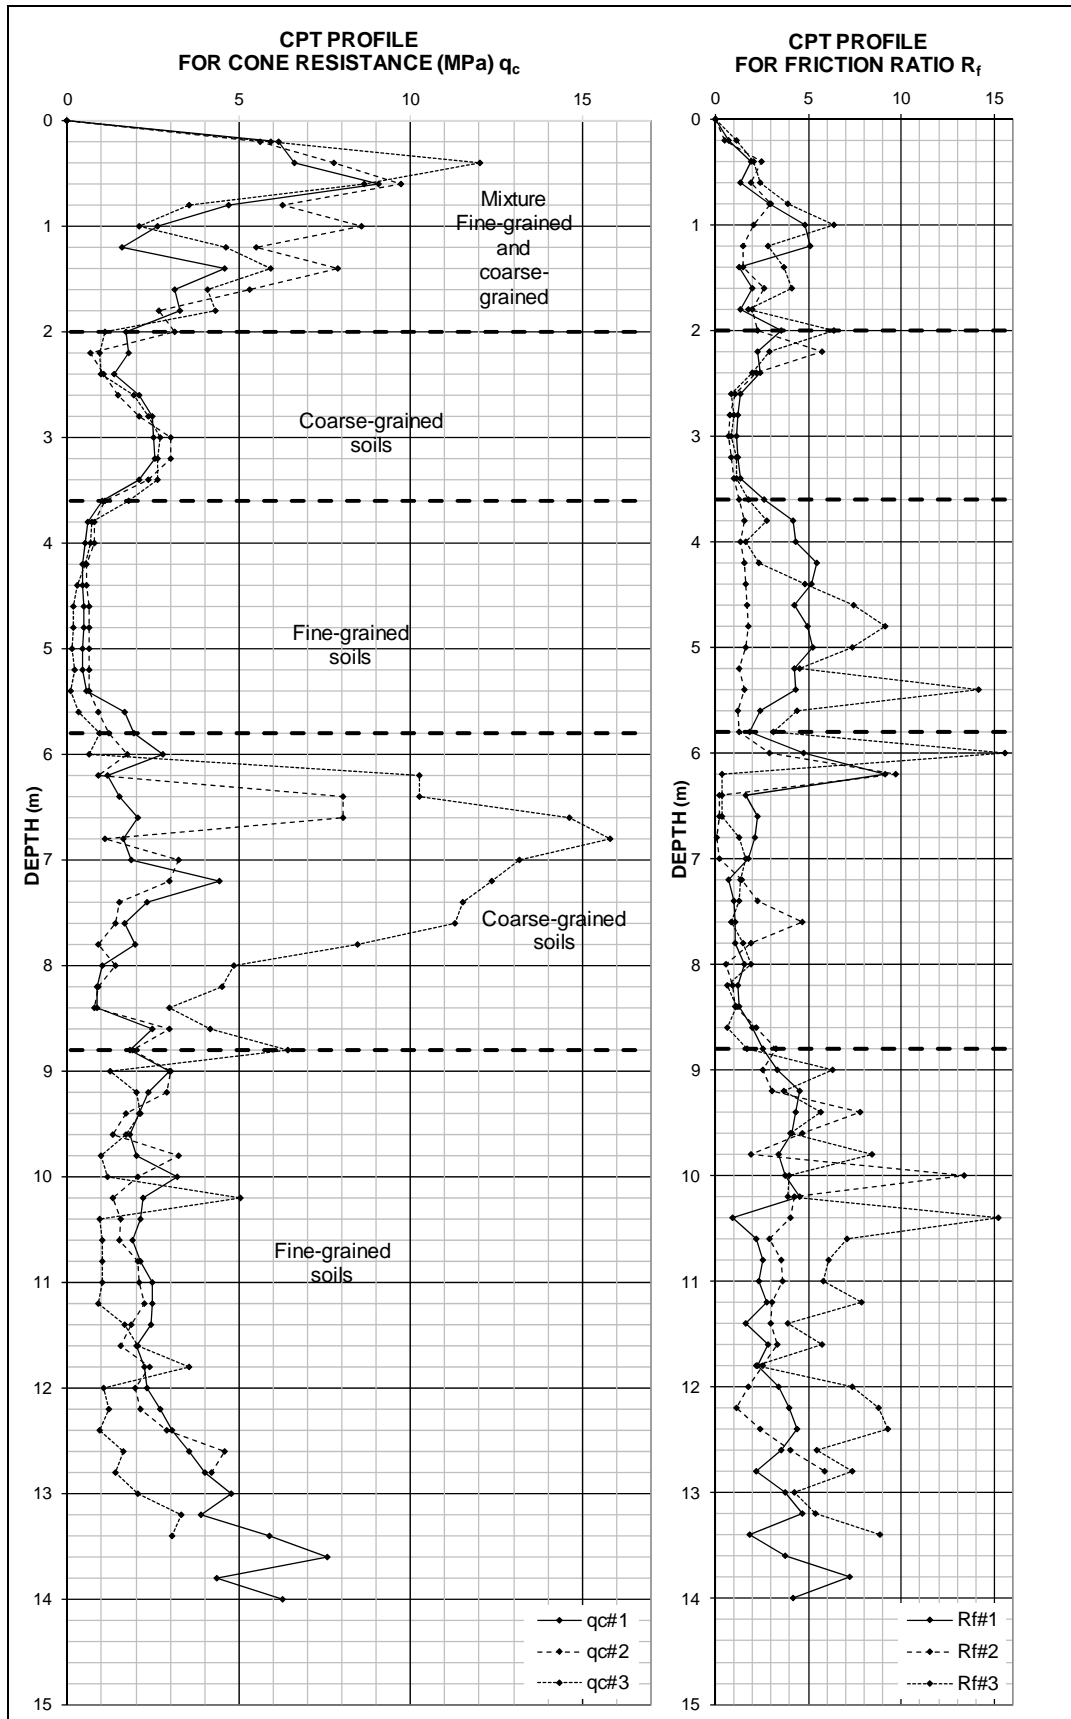 CPT PROFILE
FOR CONE RESISTANCE (MPa) qc
0 5 10 15
0
1
2
3
4
5
6
7
8
9
10
11
12
13
14
15
DEPTH (m)
Mixture
Fine-grained
and
coarse-
grained
Coarse-grained
soils
Fine-grained
soils
Coarse-grained
soils
Fine-grained
soils
qc#1
qc#2
qc#3
CPT PROFILE
FOR FRICTION RATIO Rf
0 5 10 15
0
1
2
3
4
5
6
7
8
9
10
11
12
13
14
15
DEPTH (m)
Rf#1
Rf#2
Rf#3